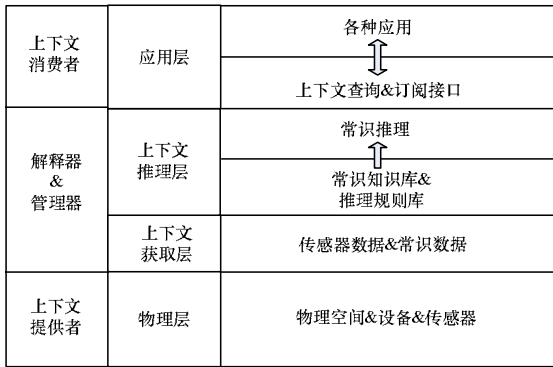 上下文
消费者
应用层
各种应用
上下文查询&订阅接口
解释器
&
管理器
上下文
推理层
常识推理
常识知识库&
推理规则库
上下文
获取层
传感器数据&常识数据
上下文
提供者
物理层
物理空间&设备&传感器